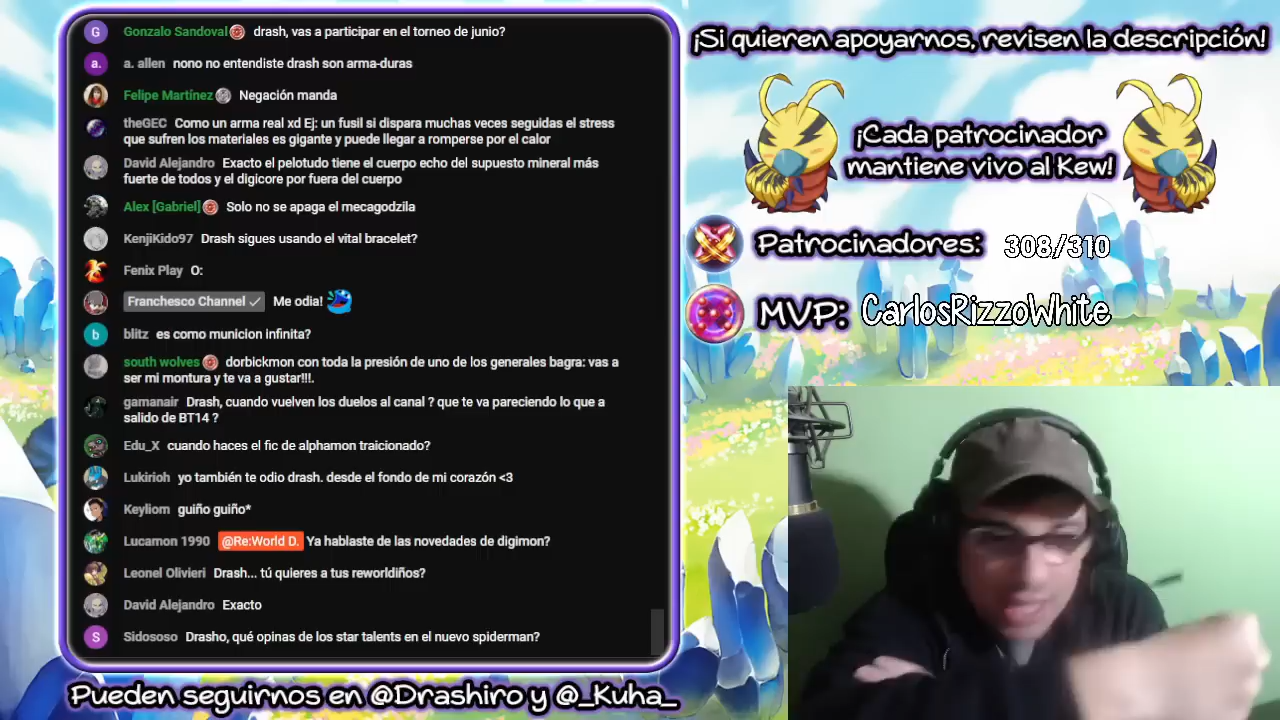 G Gonzalo Sandoval drash, vas a participar en el torneo de junio?
a. a. allen nono no entendiste drash son arma-duras
Felipe Martínez Negación manda
theGEC Como un arma real xd Ej: un fusil si dispara muchas veces seguidas el stress
que sufren los materiales es gigante y puede llegar a romperse por el calor
David Alejandro Exacto el pelotudo tiene el cuerpo echo del supuesto mineral más
fuerte de todos y el digicore por fuera del cuerpo
Alex [Gabriel] Solo no se apaga el mecagodzila
KenjiKido97 Drash sigues usando el vital bracelet?
Fenix Play O:
Franchesco Channel Me odia!
b blitz es como municion infinita?
south wolves dorbickmon con toda la presión de uno de los generales bagra: vas a
ser mi montura y te va a gustar!!!.
gamanair Drash, cuando vuelven los duelos al canal ? que te va pareciendo lo que a
salido de BT14 ?
Edu_X cuando haces el fic de alphamon traicionado?
Lukirioh yo también te odio drash. desde el fondo de mi corazón <3
Keyliom guiño guiño*
Lucamon 1990 @Re:World D. Ya hablaste de las novedades de digimon?
Leonel Olivieri Drash... tú quieres a tus reworldiños?
David Alejandro Exacto
S Sidososo Drasho, qué opinas de los star talents en el nuevo spiderman?
Pueden seguirnos en @Drashiro y @_Kuha_
¡Si quieren apoyarnos, revisen la descripción!
¡Cada patrocinador
mantiene vivo al Kew!
Patrocinadores: 308/310
MVP: CarlosRizzoWhite